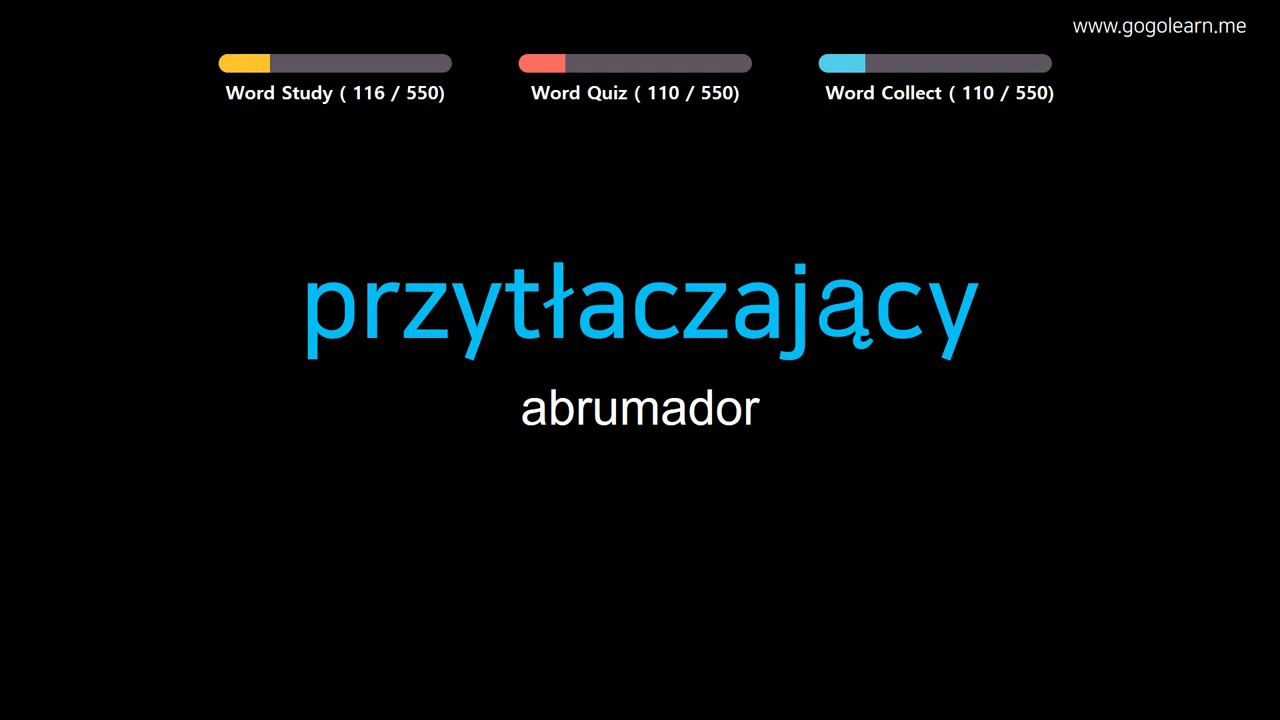 www.gogolearn.me
Word Study ( 116 / 550)
Word Quiz ( 110 / 550)
Word Collect ( 110 / 550)
przytłaczający
abrumador